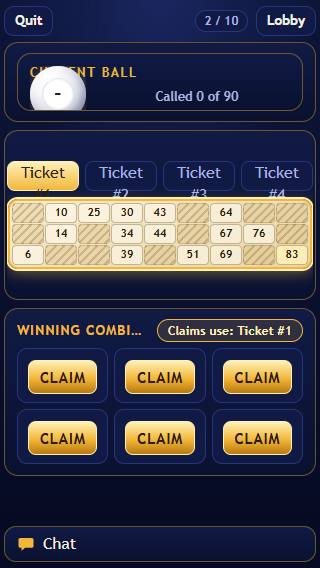 Quit
2 / 10
Lobby
CURRENT BALL
-
Called 0 of 90
Ticket
#1
Ticket
#2
Ticket
#3
Ticket
#4
10 25 30 43 64
14 34 44 67 76
6 39 51 69 83
WINNING COMBI...
Claims use: Ticket #1
CLAIM CLAIM CLAIM
CLAIM CLAIM CLAIM
Chat